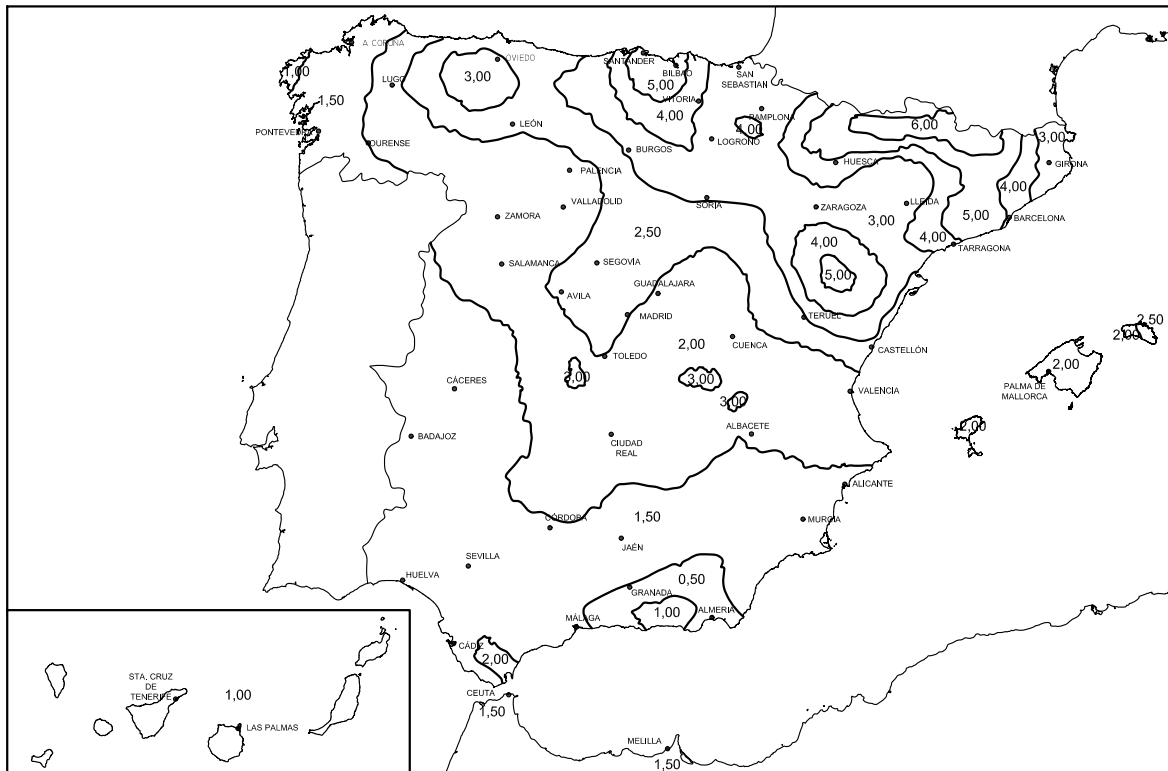 A CORUÑA
OVIEDO
SANTANDER
BILBAO
SAN
SEBASTIAN
1,00
LUGO
3,00
5,00
VITORIA
1,50
4,00
PAMPLONA
4,00
6,00
PONTEVEDRA
LEÓN
LOGROÑO
3,00
OURENSE
BURGOS
HUESCA
GIRONA
PALENCIA
4,00
VALLADOLID
SORIA
ZARAGOZA
LLEIDA
ZAMORA
3,00
5,00
BARCELONA
2,50
4,00
4,00
TARRAGONA
SALAMANCA
SEGOVIA
5,00
GUADALAJARA
AVILA
MADRID
TERUEL
2,50
2,00
2,00
CUENCA
CASTELLÓN
TOLEDO
2,00
3,00
3,00
CÁCERES
PALMA DE
MALLORCA
VALENCIA
3,00
2,00
BADAJOZ
CIUDAD
REAL
ALBACETE
ALICANTE
1,50
MURCIA
CÓRDOBA
JAÉN
SEVILLA
HUELVA
0,50
GRANADA
1,00
ALMERIA
MÁLAGA
CÁDIZ
2,00
STA. CRUZ
DE
TENERIFE
1,00
CEUTA
1,50
LAS PALMAS
MELILLA
1,50